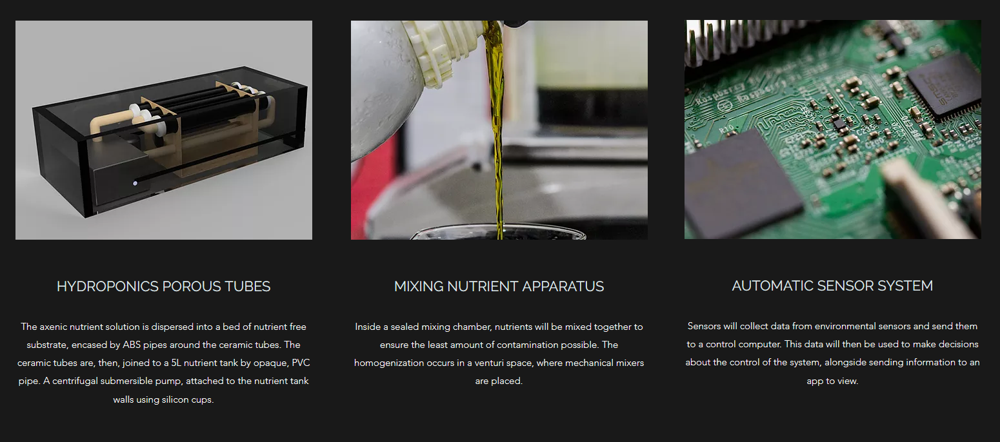 Raspberry
Raspberry
R10
HYDROPONICS POROUS TUBES
The axenic nutrient solution is dispersed into a bed of nutrient free
substrate, encased by ABS pipes around the ceramic tubes. The
ceramic tubes are, then, joined to a 5L nutrient tank by opaque, PVC
pipe. A centrifugal submersible pump, attached to the nutrient tank
walls using silicon cups.
MIXING NUTRIENT APPARATUS
Inside a sealed mixing chamber, nutrients will be mixed together to
ensure the least amount of contamination possible. The
homogenization occurs in a venturi space, where mechanical mixers
are placed.
AUTOMATIC SENSOR SYSTEM
Sensors will collect data from environmental sensors and send them
to a control computer. This data will then be used to make decisions
about the control of the system, alongside sending information to an
app to view.